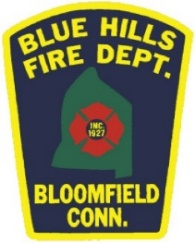 BLUE HILLS
FIRE DEPT.
INC.
1927
BLOOMFIELD
CONN.